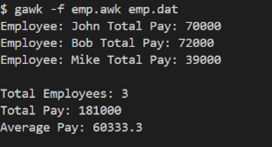 $ gawk -f emp.awk emp.dat
Employee: John Total Pay: 70000
Employee: Bob Total Pay: 72000
Employee: Mike Total Pay: 39000

Total Employees: 3
Total Pay: 181000
Average Pay: 60333.3